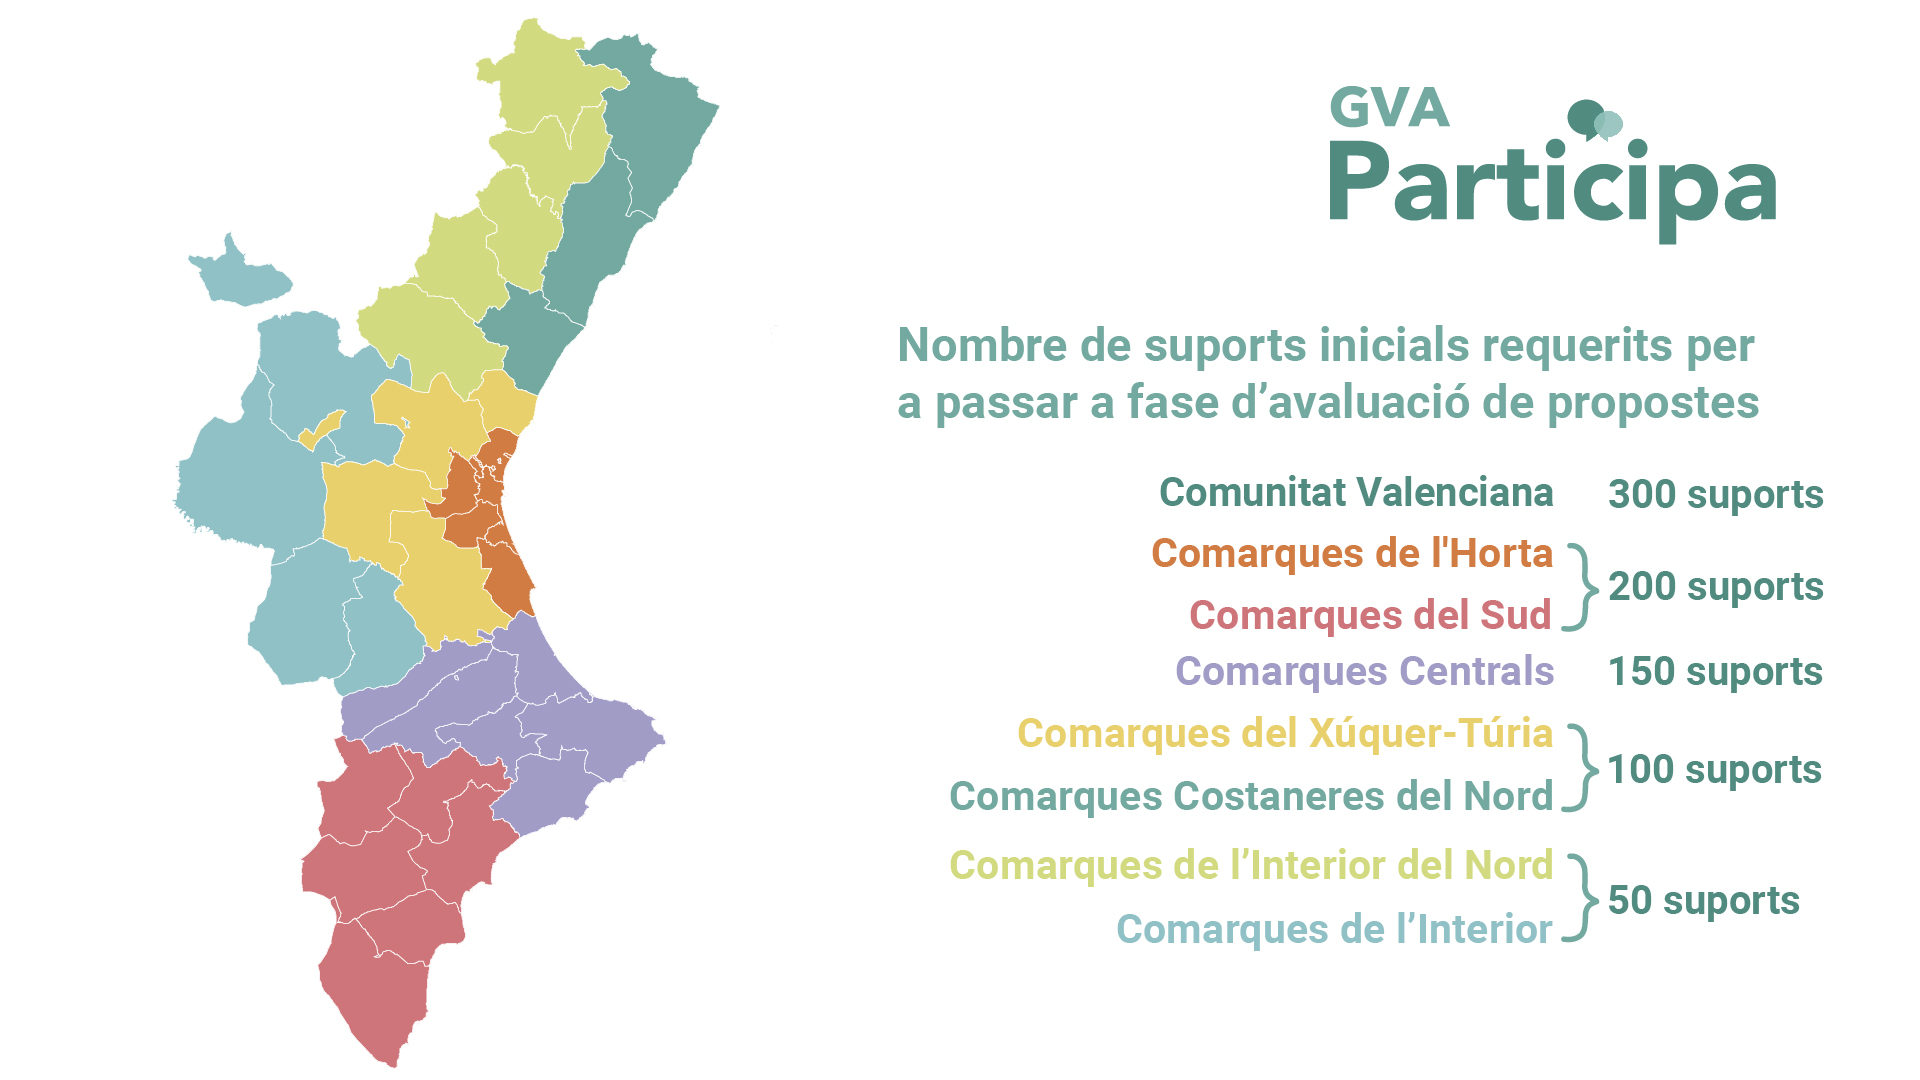 GVA
Participa
Nombre de suports inicials requerits per
a passar a fase d’avaluació de propostes
Comunitat Valenciana 300 suports
Comarques de l'Horta
200 suports
Comarques del Sud
Comarques Centrals 150 suports
Comarques del Xúquer-Túria
100 suports
Comarques Costaneres del Nord
Comarques de l’Interior del Nord
50 suports
Comarques de l’Interior